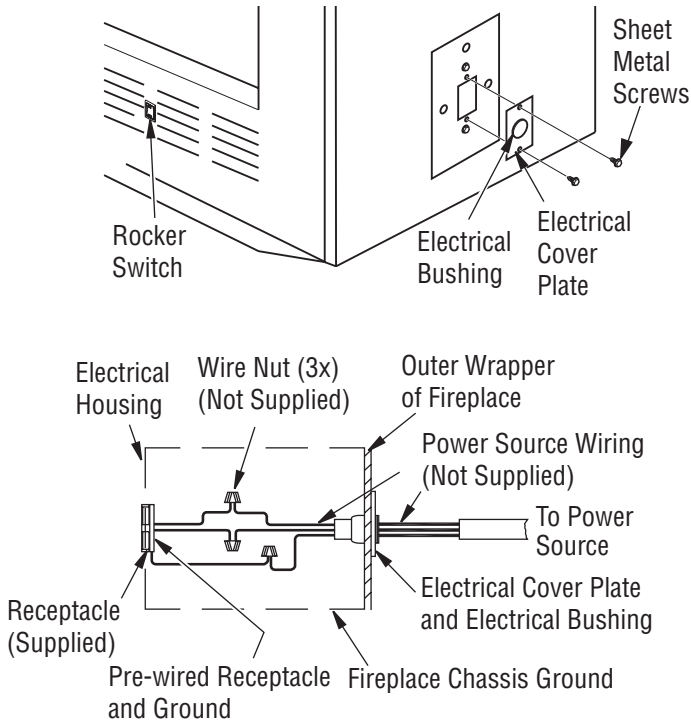 Sheet
Metal
Screws
Rocker
Switch
Electrical
Bushing
Electrical
Cover
Plate
Electrical
Housing
Wire Nut (3x)
(Not Supplied)
Outer Wrapper
of Fireplace
Power Source Wiring
(Not Supplied)
To Power
Source
Electrical Cover Plate
and Electrical Bushing
Receptacle
(Supplied)
Pre-wired Receptacle
and Ground
Fireplace Chassis Ground